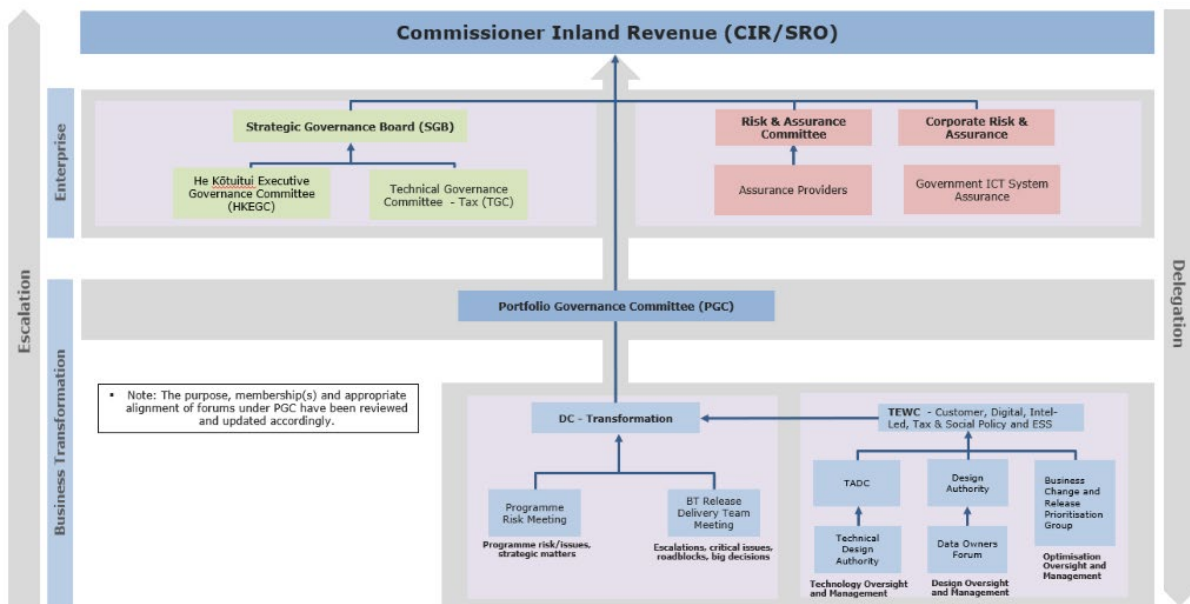 Commissioner Inland Revenue (CIR/SRO)
Escalation
Enterprise
Strategic Governance Board (SGB)
He Kōtuitui Executive
Governance Committee
(HKEGC)
Technical Governance
Committee - Tax (TGC)
Risk & Assurance
Committee
Corporate Risk &
Assurance
Assurance Providers
Government ICT System
Assurance
Delegation
Business Transformation
Portfolio Governance Committee (PGC)
▪ Note: The purpose, membership(s) and appropriate
alignment of forums under PGC have been reviewed
and updated accordingly.
DC - Transformation
Programme
Risk Meeting
Programme risk/issues,
strategic matters
BT Release
Delivery Team
Meeting
Escalations, critical issues,
roadblocks, big decisions
TEWC - Customer, Digital, Intel-
Led, Tax & Social Policy and ESS
TADC
Technical
Design
Authority
Technology Oversight
and Management
Design
Authority
Data Owners
Forum
Design Oversight
and Management
Business
Change and
Release
Prioritisation
Group
Optimisation
Oversight and
Management